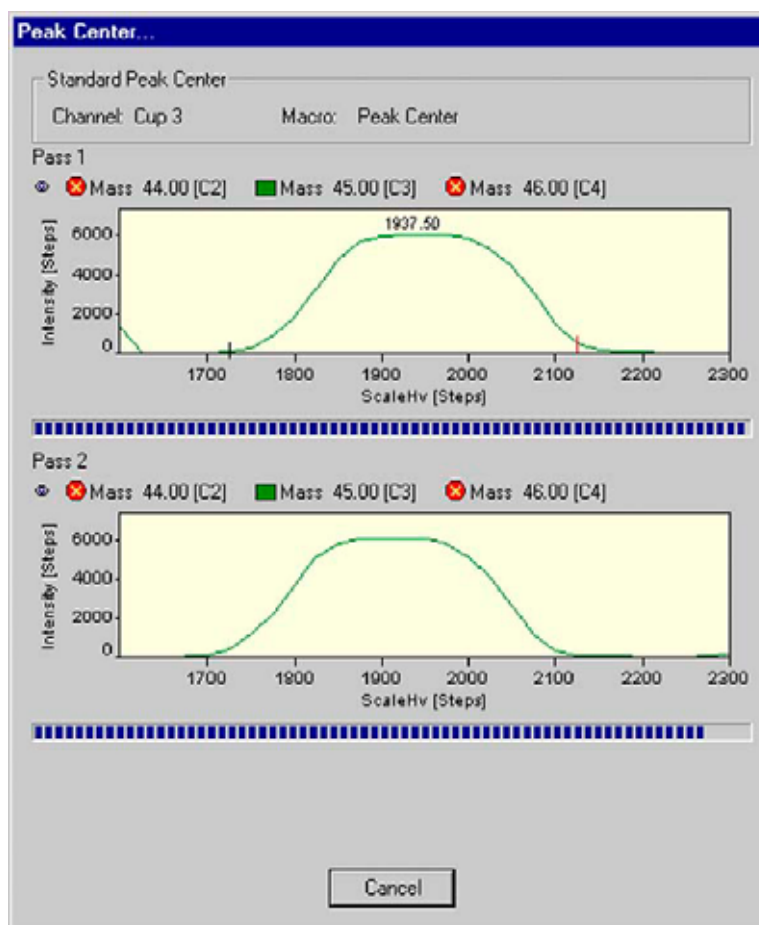 Peak Center...
Standard Peak Center
Channel: Cup 3 Macro: Peak Center
Pass 1
Mass 44.00 [C2] Mass 45.00 [C3] Mass 46.00 [C4]
Intensity [Steps]
1937.50
6000
4000
2000
0
1700 1800 1900 2000 2100 2200 2300
ScaleHv [Steps]
Pass 2
Mass 44.00 [C2] Mass 45.00 [C3] Mass 46.00 [C4]
Intensity [Steps]
6000
4000
2000
0
1700 1800 1900 2000 2100 2200 2300
ScaleHv [Steps]
Cancel